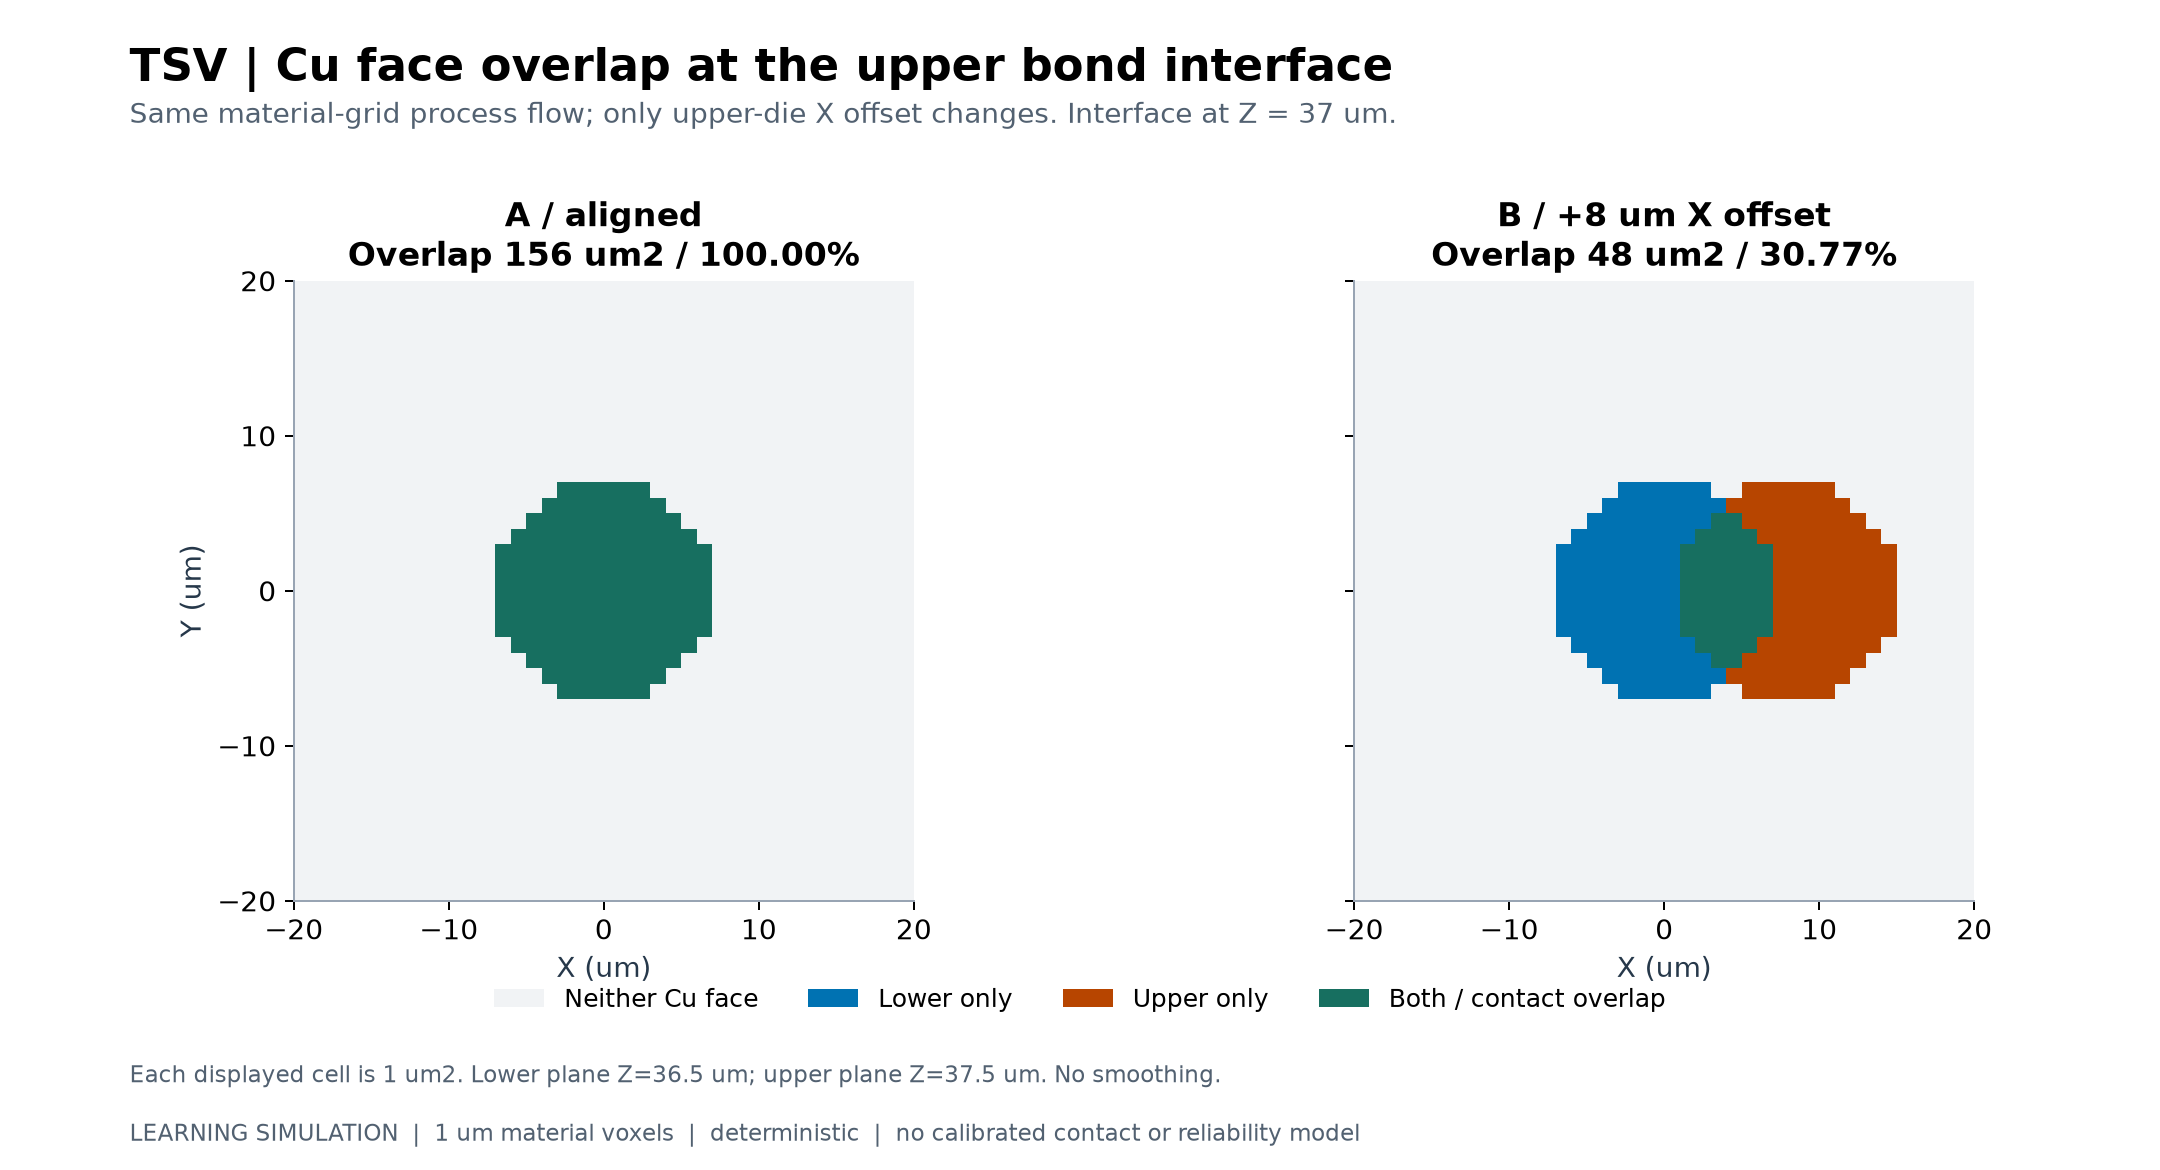 TSV | Cu face overlap at the upper bond interface
Same material-grid process flow; only upper-die X offset changes. Interface at Z = 37 um.
A / aligned
Overlap 156 um2 / 100.00%
20
10
0
−10
−20
Y (um)
−20 −10 0 10 20
X (um)
B / +8 um X offset
Overlap 48 um2 / 30.77%
−20 −10 0 10 20
X (um)
Neither Cu face Lower only Upper only Both / contact overlap
Each displayed cell is 1 um2. Lower plane Z=36.5 um; upper plane Z=37.5 um. No smoothing.
LEARNING SIMULATION | 1 um material voxels | deterministic | no calibrated contact or reliability model